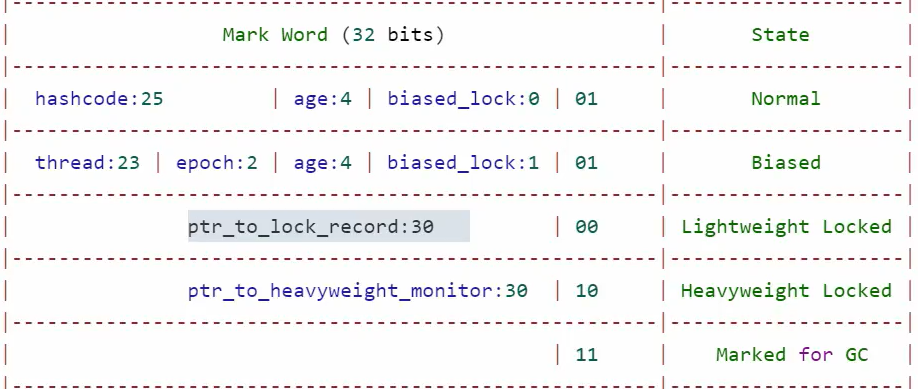 |-------------------------------------------------------|--------------------|
| Mark Word (32 bits) | State |
|-------------------------------------------------------|--------------------|
| hashcode:25 | age:4 | biased_lock:0 | 01 | Normal |
|-------------------------------------------------------|--------------------|
| thread:23 | epoch:2 | age:4 | biased_lock:1 | 01 | Biased |
|-------------------------------------------------------|--------------------|
| ptr_to_lock_record:30 | 00 | Lightweight Locked |
|-------------------------------------------------------|--------------------|
| ptr_to_heavyweight_monitor:30 | 10 | Heavyweight Locked |
|-------------------------------------------------------|--------------------|
| | 11 | Marked for GC |
|-------------------------------------------------------|--------------------|